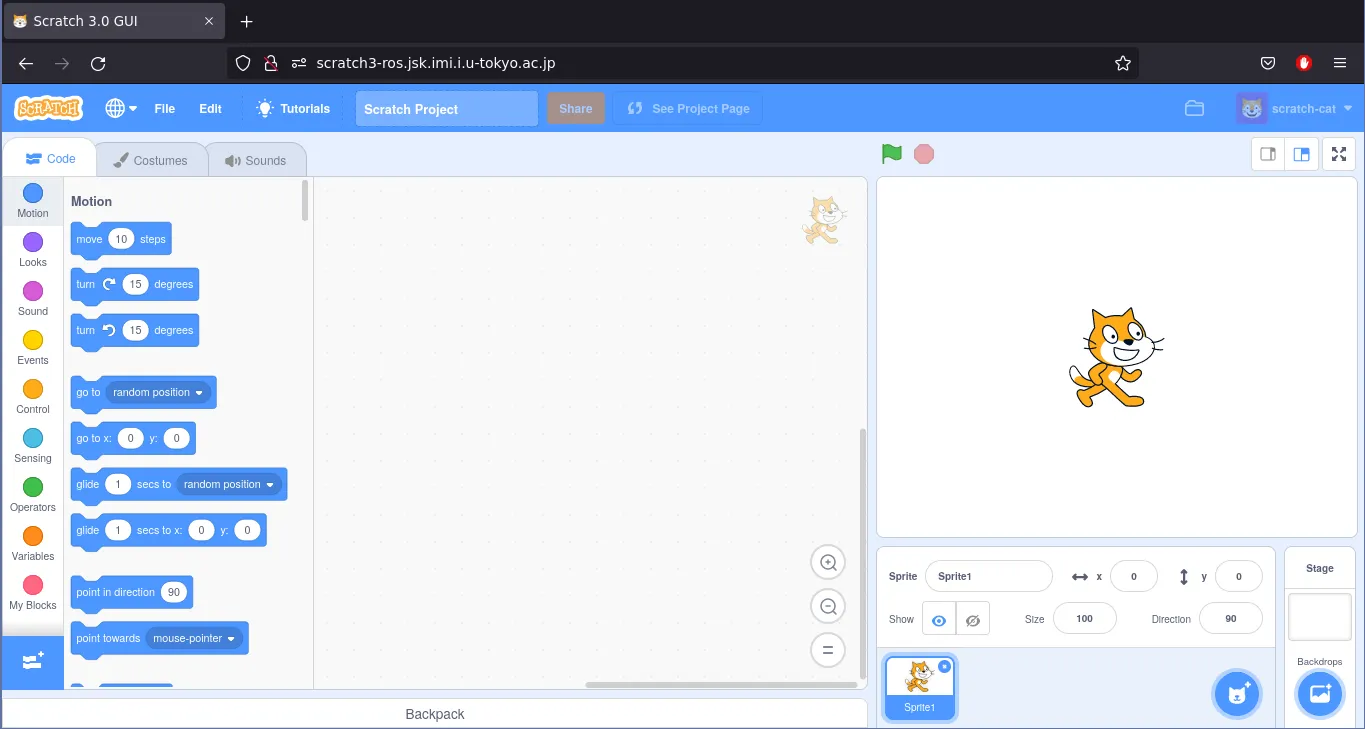 Scratch 3.0 GUI
scratch3-ros.jsk.imi.i.u-tokyo.ac.jp
SCRATCH File Edit Tutorials Scratch Project Share See Project Page scratch-cat
Code Costumes Sounds
Motion
Looks
Sound
Events
Control
Sensing
Operators
Variables
My Blocks
Motion
move 10 steps
turn 15 degrees
turn 15 degrees
go to random position
go to x: 0 y: 0
glide 1 secs to random position
glide 1 secs to x: 0 y: 0
point in direction 90
point towards mouse-pointer
Backpack
Sprite Sprite1 x 0 y 0
Show Size 100 Direction 90
Sprite1
Stage
Backdrops